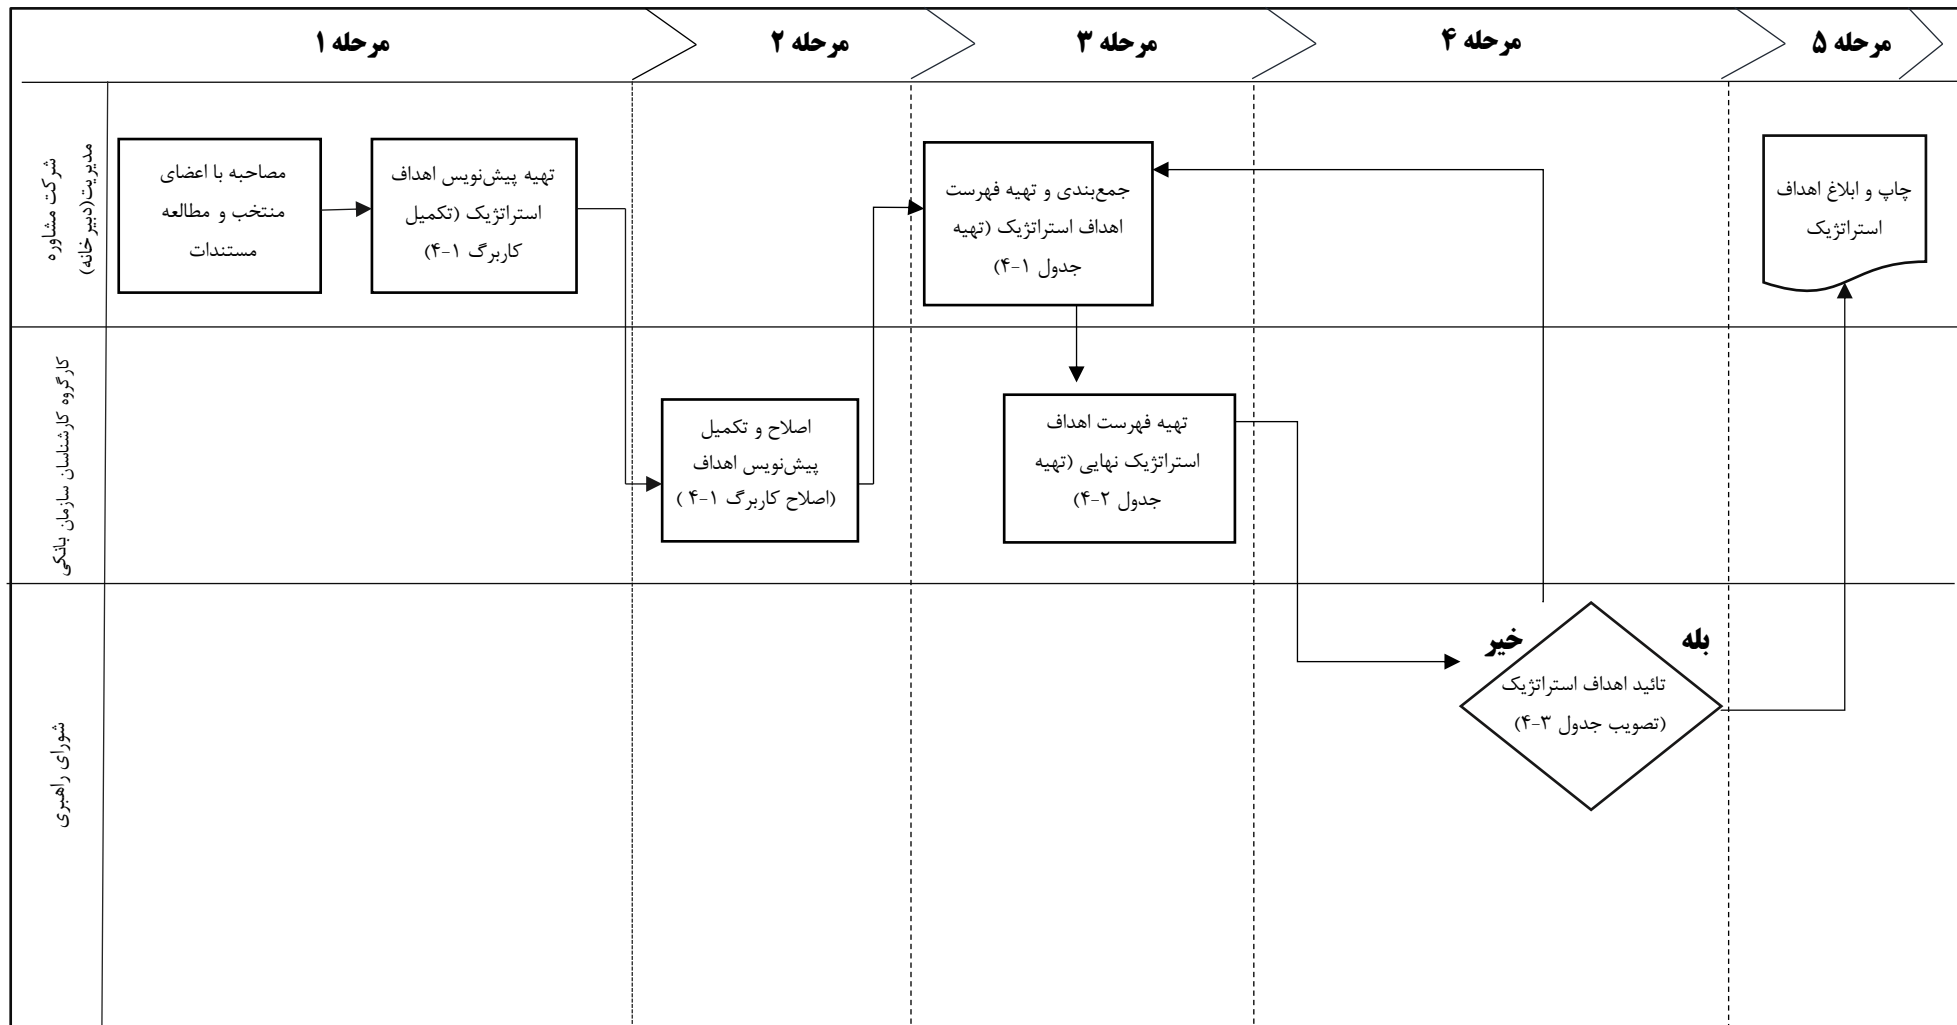 مرحله ۱
مرحله ۲
مرحله ۳
مرحله ۴
مرحله ۵
شرکت مشاوره
مدیریت(دبیرخانه)
مصاحبه با اعضای
منتخب و مطالعه
مستندات
تهیه پیش‌نویس اهداف
استراتژیک (تکمیل
کاربرگ ۱-۴)
جمع‌بندی و تهیه فهرست
اهداف استراتژیک (تهیه
جدول ۱-۴)
چاپ و ابلاغ اهداف
استراتژیک
کارگروه کارشناسان سازمان بانکی
اصلاح و تکمیل
پیش‌نویس اهداف
(اصلاح کاربرگ ۱-۴ )
تهیه فهرست اهداف
استراتژیک نهایی (تهیه
جدول ۲-۴)
شورای راهبری
خیر
بله
تائید اهداف استراتژیک
(تصویب جدول ۳-۴)